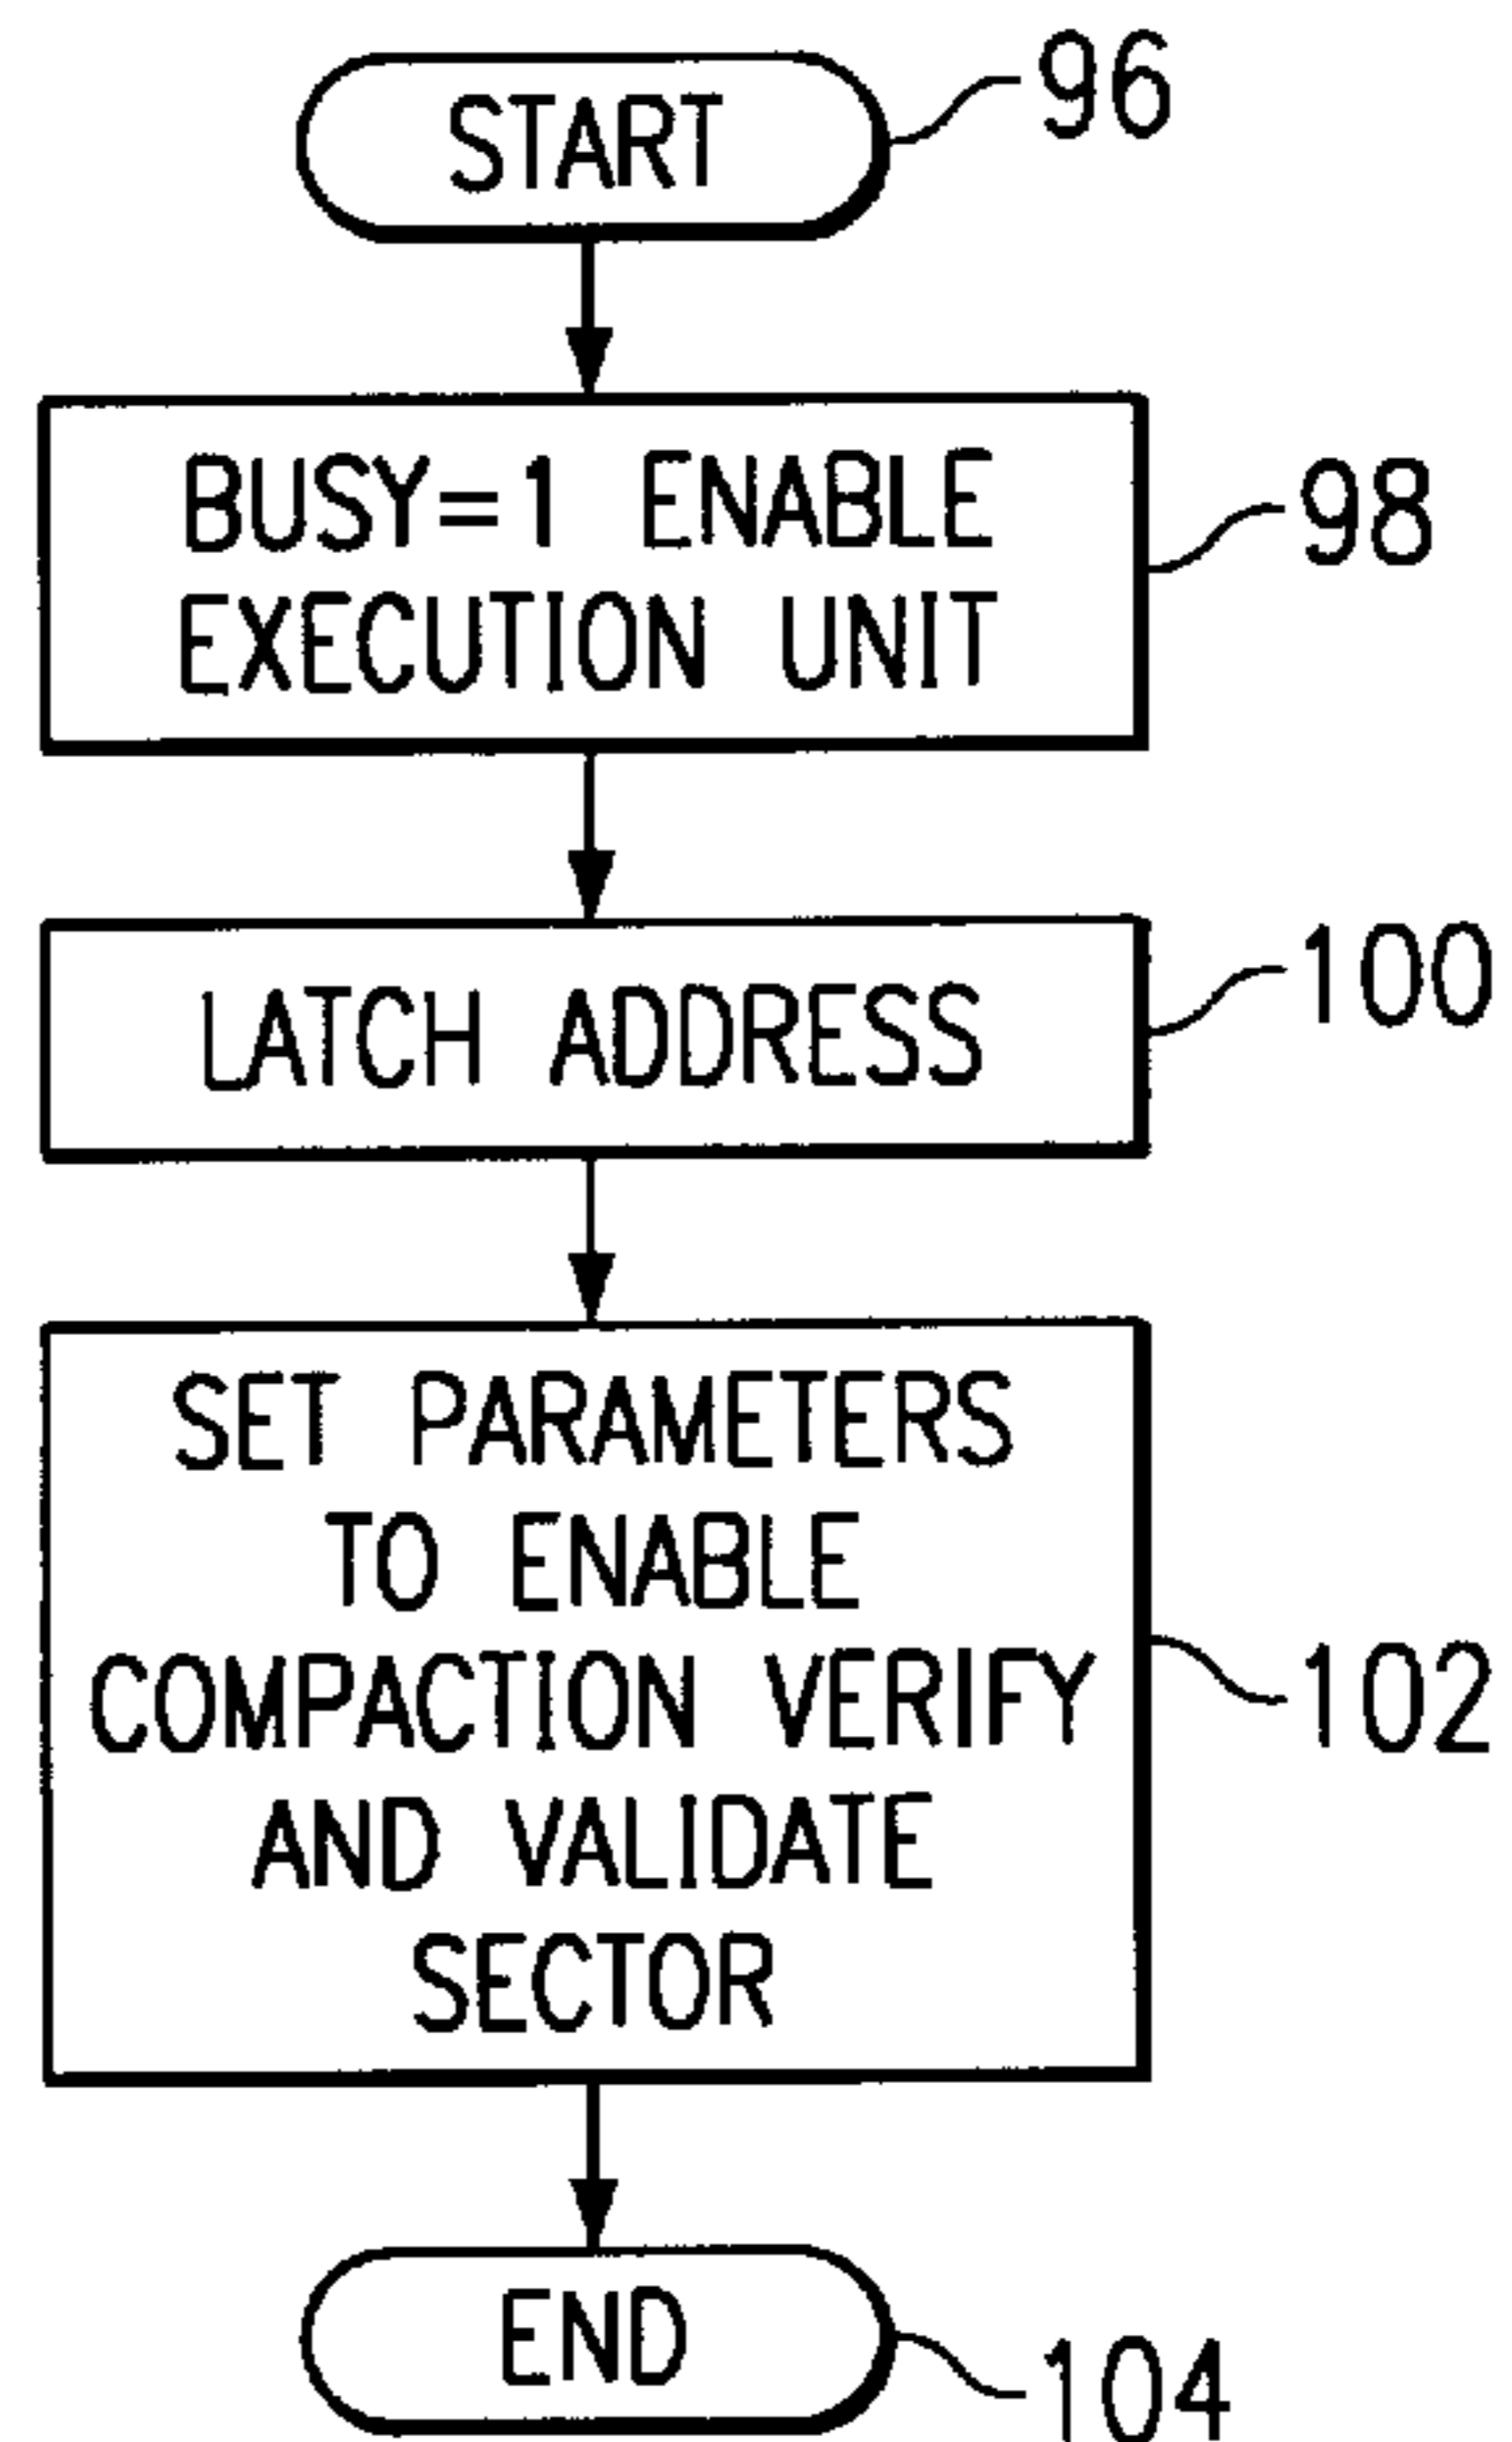 START
96
BUSY=1 ENABLE
EXECUTION UNIT
98
LATCH ADDRESS
100
SET PARAMETERS
TO ENABLE
COMPACTION VERIFY
AND VALIDATE
SECTOR
102
END
104